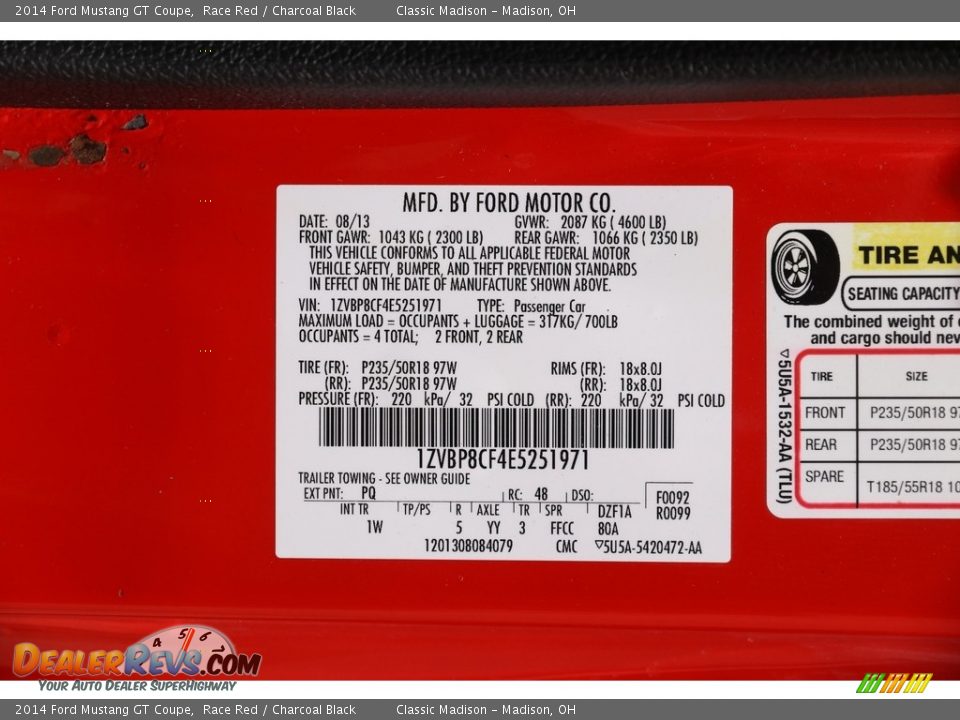 2014 Ford Mustang GT Coupe, Race Red / Charcoal Black Classic Madison – Madison, OH
MFD. BY FORD MOTOR CO.
DATE: 08/13 GVWR: 2087 KG ( 4600 LB)
FRONT GAWR: 1043 KG ( 2300 LB) REAR GAWR: 1066 KG ( 2350 LB)
THIS VEHICLE CONFORMS TO ALL APPLICABLE FEDERAL MOTOR
VEHICLE SAFETY, BUMPER, AND THEFT PREVENTION STANDARDS
IN EFFECT ON THE DATE OF MANUFACTURE SHOWN ABOVE.
VIN: 1ZVBP8CF4E5251971 TYPE: Passenger Car
MAXIMUM LOAD = OCCUPANTS + LUGGAGE = 317KG/ 700LB
OCCUPANTS = 4 TOTAL; 2 FRONT, 2 REAR
TIRE (FR): P235/50R18 97W RIMS (FR): 18x8.0J
(RR): P235/50R18 97W (RR): 18x8.0J
PRESSURE (FR): 220 kPa/ 32 PSI COLD (RR): 220 kPa/ 32 PSI COLD
1ZVBP8CF4E5251971
TRAILER TOWING - SEE OWNER GUIDE
EXT PNT: PQ RC: 48 DSO: F0092
INT TR TP/PS R AXLE TR SPR DZF1A R0099
1W 5 YY 3 FFCC 80A
1201308084079 CMC ▽5U5A-5420472-AA
TIRE AN
SEATING CAPACITY
The combined weight of
and cargo should nev
▽5U5A-1532-AA (TLU)
TIRE SIZE
FRONT P235/50R18 97
REAR P235/50R18 97
SPARE T185/55R18 10
4 5 6 7
DEALERREVS.COM
YOUR AUTO DEALER SUPERHIGHWAY
2014 Ford Mustang GT Coupe, Race Red / Charcoal Black Classic Madison – Madison, OH